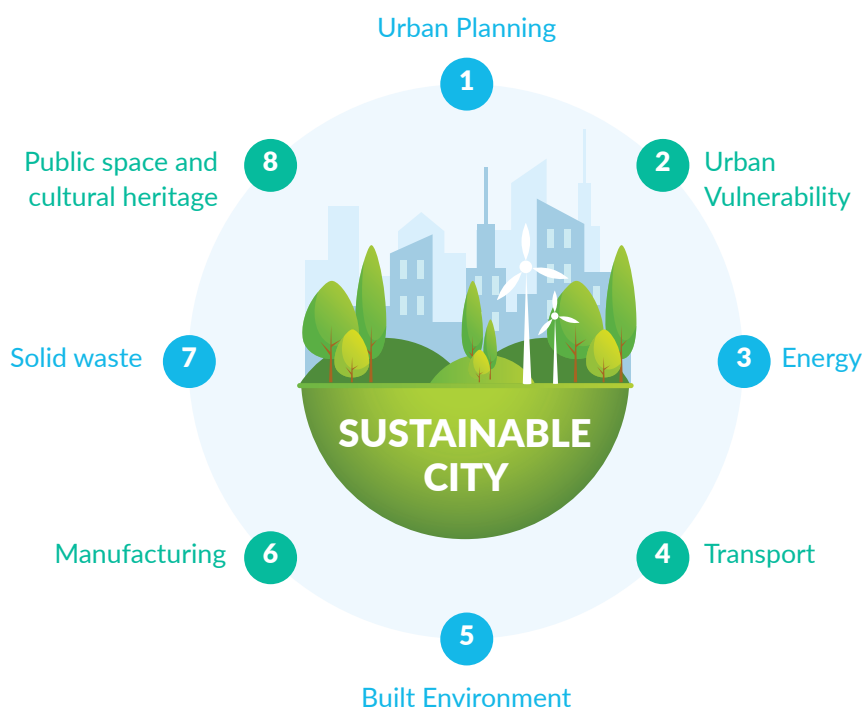 Urban Planning
1
2
Urban
Vulnerability
3
Energy
4
Transport
5
Built Environment
6
Manufacturing
7
Solid waste
8
Public space and
cultural heritage
SUSTAINABLE
CITY